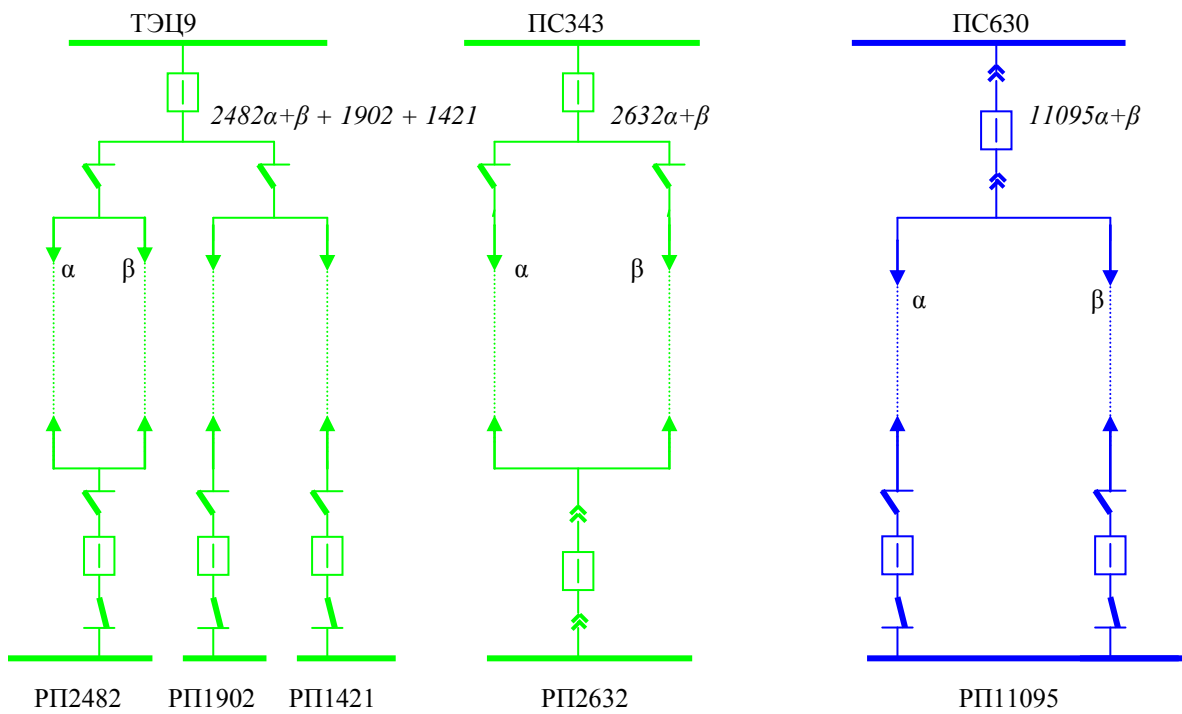 ТЭЦ9 ПС343 ПС630
2482α+β + 1902 + 1421 2632α+β 11095α+β
α β α β α β
РП2482 РП1902 РП1421 РП2632 РП11095